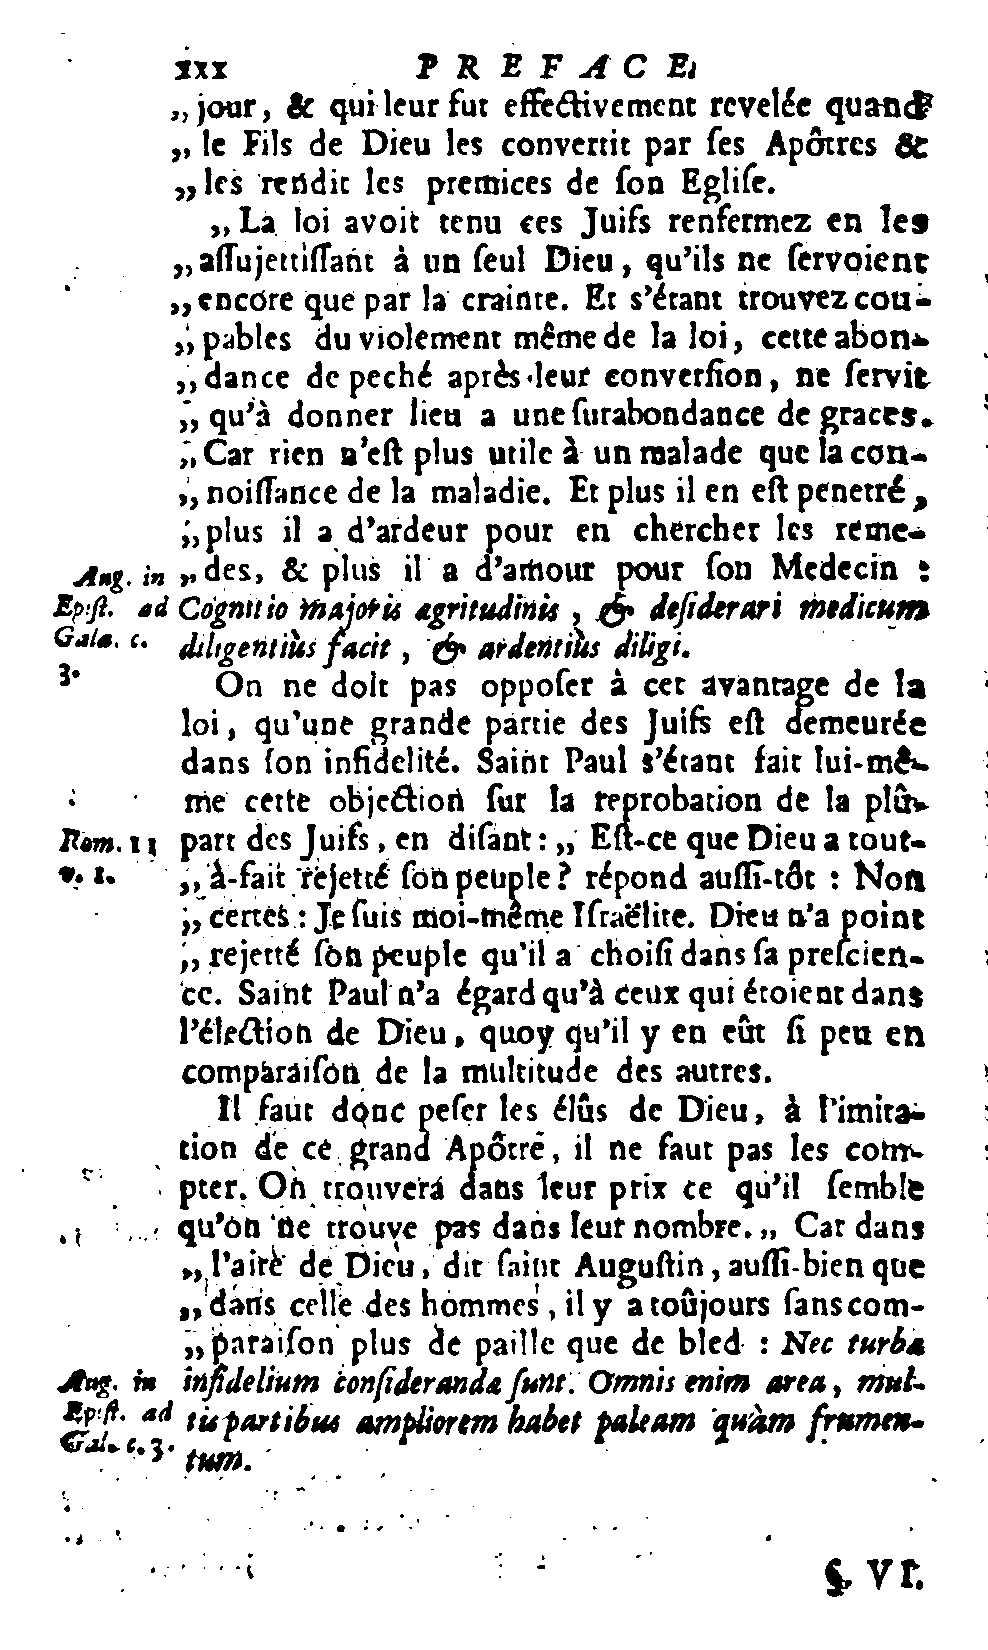 xxx PREFACE.
„ jour, & qui leur fut effectivement revelée quand
„ le Fils de Dieu les convertit par ſes Apôtres &
„ les rendit les premices de ſon Egliſe.
„ La loi avoit tenu ces Juifs renfermez en les
„ aſſujettiſſant à un ſeul Dieu, qu'ils ne ſervoient
„ encore que par la crainte. Et s'étant trouvez cou-
„ pables du violement même de la loi, cette abon-
„ dance de peché après leur converſion, ne ſervit
„ qu'à donner lieu a une ſurabondance de graces.
„ Car rien n'eſt plus utile à un malade que la con-
„ noiſſance de la maladie. Et plus il en eſt penetré,
„ plus il a d'ardeur pour en chercher les reme-
„ des, & plus il a d'amour pour ſon Medecin :
Aug. in
Epiſt. ad
Gala. c.
3.
Cognitio majoris agritudinis, & deſiderari medicum
diligentiùs facit, & ardentiùs diligi.
On ne doit pas oppoſer à cet avantage de la
loi, qu'une grande partie des Juifs eſt demeurée
dans ſon infidelité. Saint Paul s'étant fait lui-mê-
me cette objection ſur la reprobation de la plû-
part des Juifs, en diſant : „ Eſt-ce que Dieu a tout-
Rom. 11
v. 1.
„ à-fait rejetté ſon peuple ? répond auſſi-tôt : Non
„ certes : Je ſuis moi-même Iſraëlite. Dieu n'a point
„ rejetté ſon peuple qu'il a choiſi dans ſa preſcien-
ce. Saint Paul n'a égard qu'à ceux qui étoient dans
l'élection de Dieu, quoy qu'il y en eût ſi peu en
comparaiſon de la multitude des autres.
Il faut donc peſer les élûs de Dieu, à l'imita-
tion de ce grand Apôtre, il ne faut pas les com-
pter. On trouvera dans leur prix ce qu'il ſemble
qu'on ne trouve pas dans leur nombre. „ Car dans
„ l'aire de Dieu, dit ſaint Auguſtin, auſſi-bien que
„ dans celle des hommes, il y a toûjours ſans com-
„ paraiſon plus de paille que de bled : Nec turba
Aug. in
Epiſt. ad
Gal. c. 3.
infidelium conſideranda ſunt. Omnis enim area, mul-
tis partibus ampliorem habet paleam quàm frumen-
tum.
§. VI.